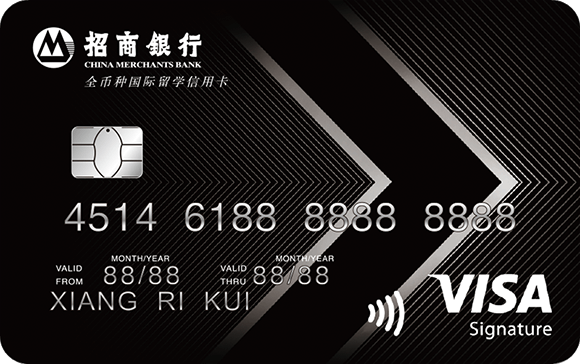 招商銀行
CHINA MERCHANTS BANK
全币种国际留学信用卡
4514 6188 8888 8888
MONTH/YEAR MONTH/YEAR
VALID FROM 88/88 VALID THRU 88/88
XIANG RI KUI
VISA
Signature